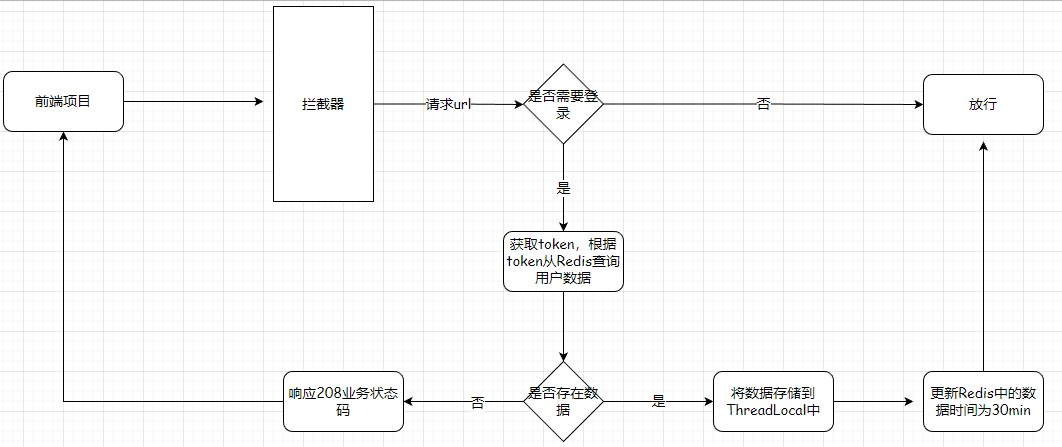 前端项目
拦截器
请求url
是否需要登
录
否
放行
是
获取token，根据
token从Redis查询
用户数据
响应208业务状态
码
否
是否存在数
据
是
将数据存储到
ThreadLocal中
更新Redis中的数
据时间为30min